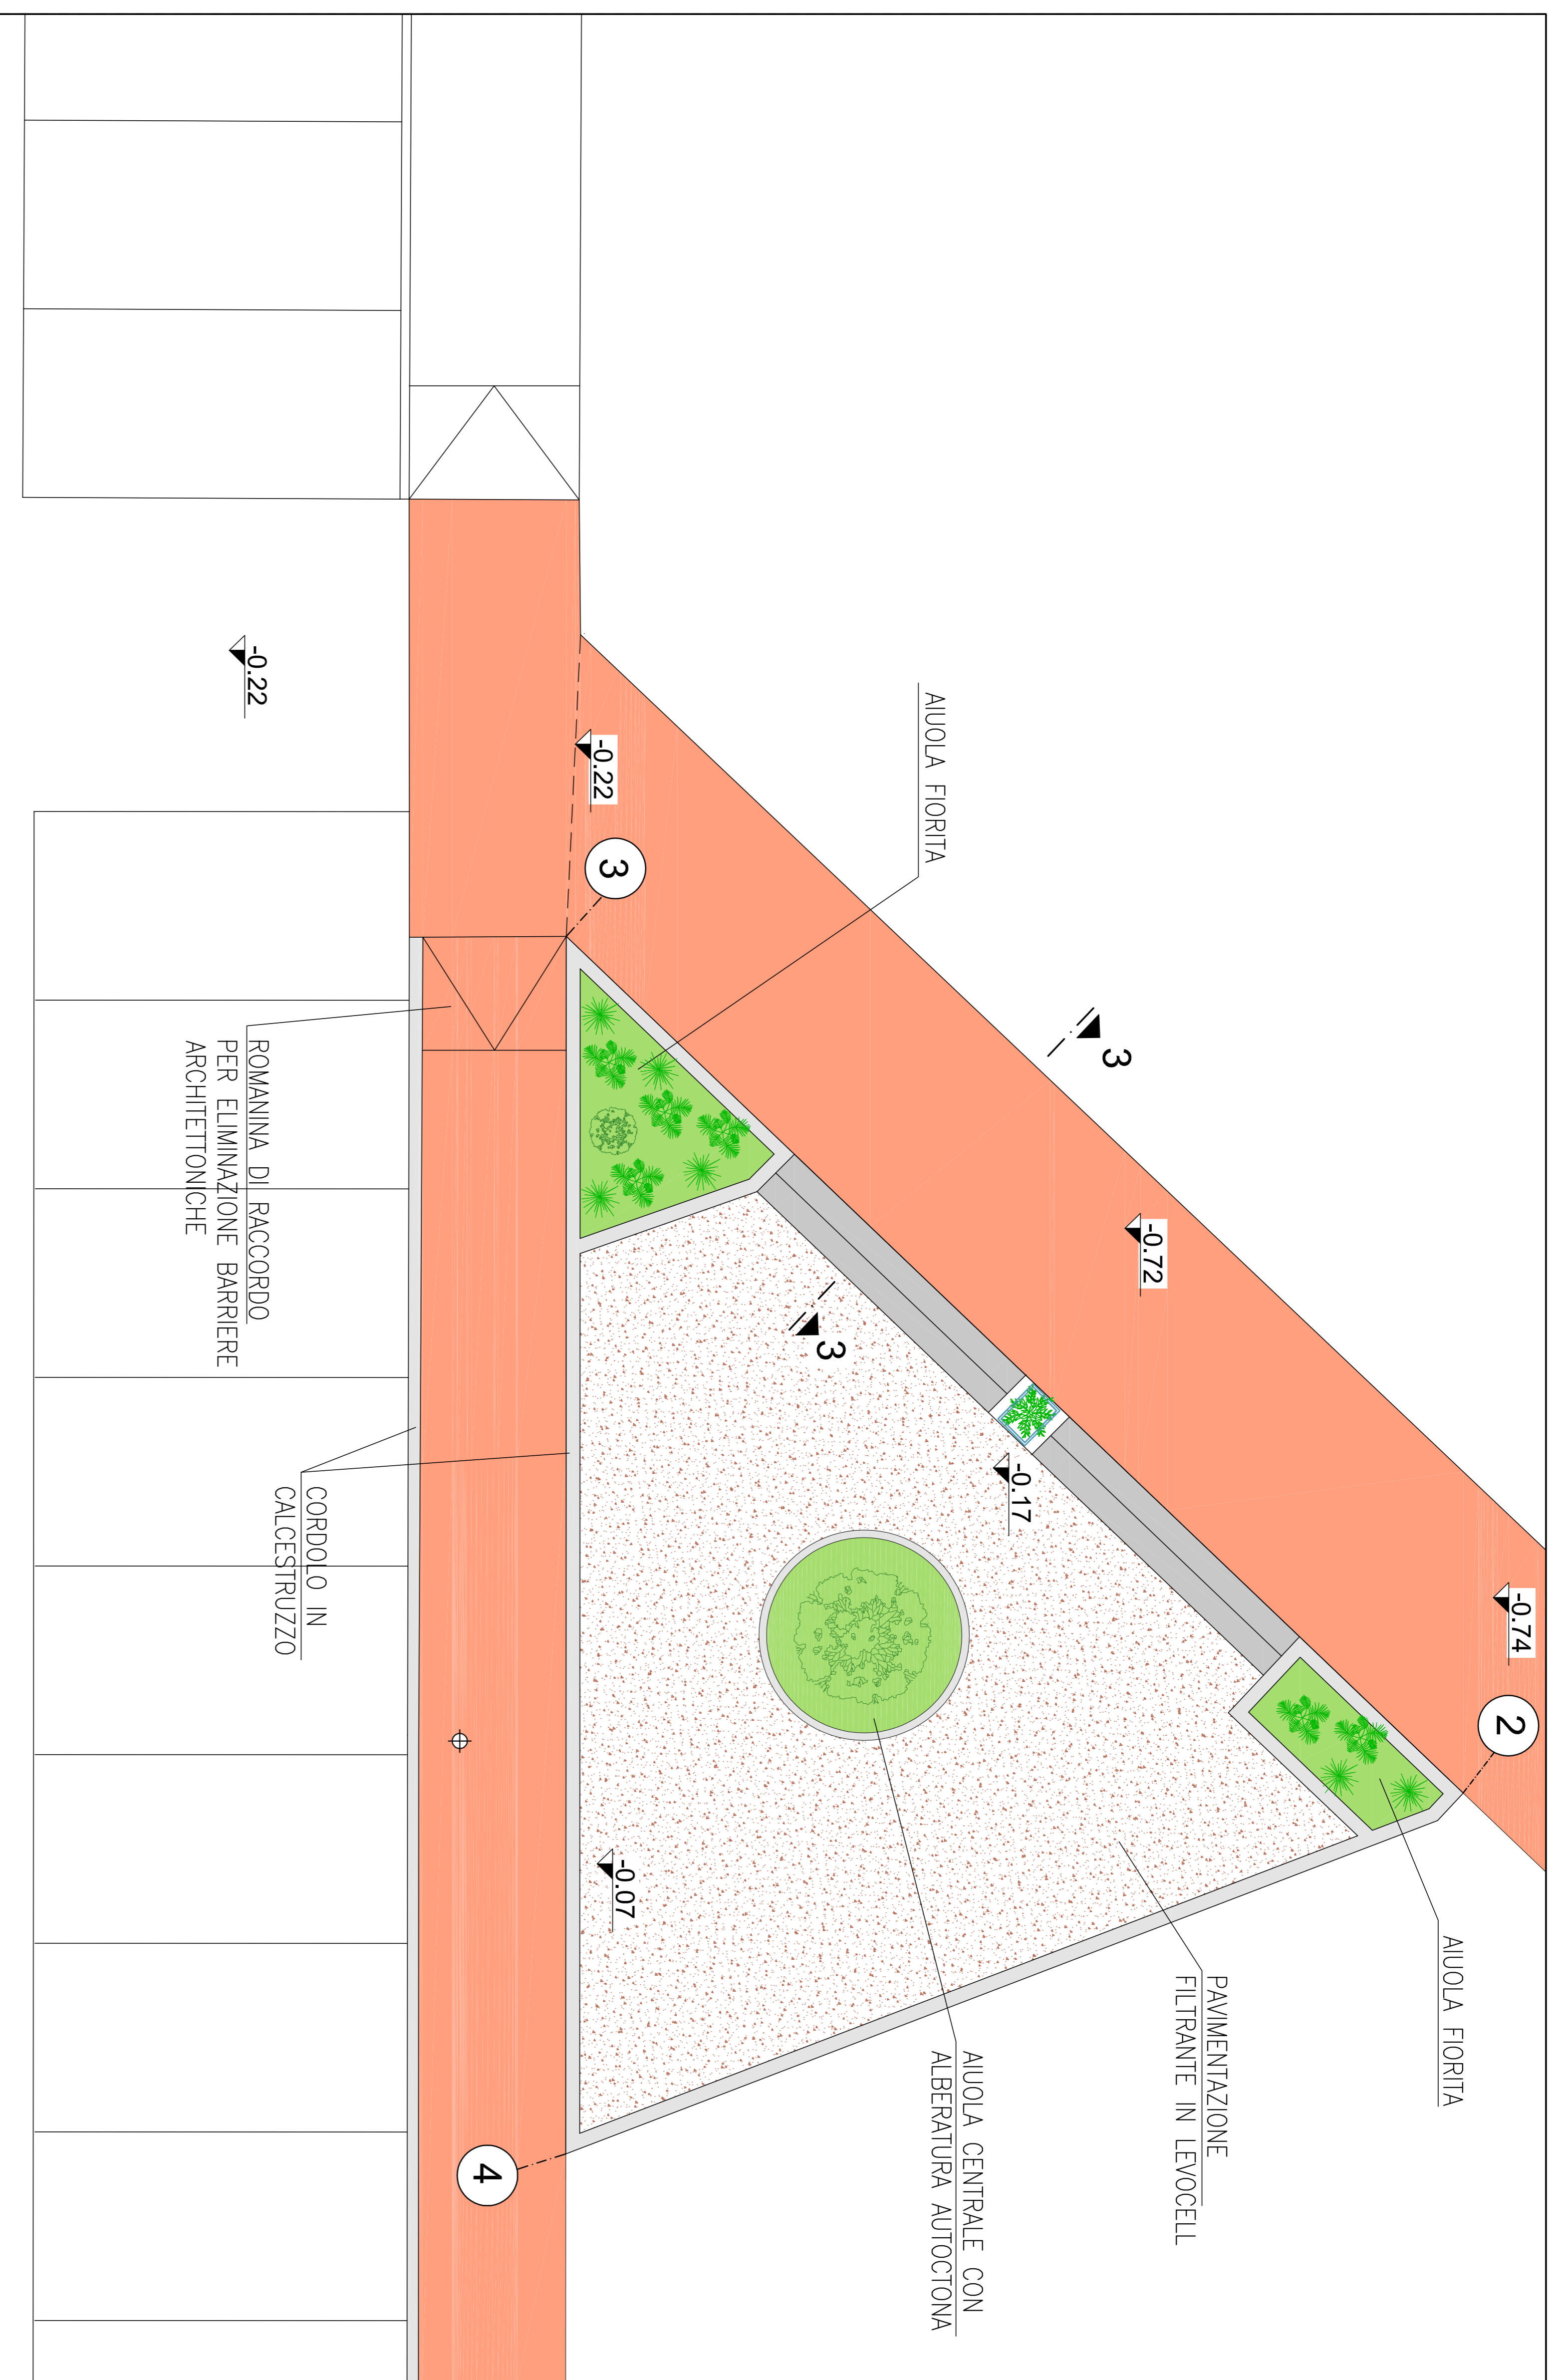 -0.74
2
AIUOLA FIORITA
PAVIMENTAZIONE
FILTRANTE IN LEVOCELL
-0.72
3
-0.17
AIUOLA CENTRALE CON
ALBERATURA AUTOCTONA
AIUOLA FIORITA
3
-0.07
3
-0.22
4
CORDOLO IN
CALCESTRUZZO
-0.22
ROMANINA DI RACCORDO
PER ELIMINAZIONE BARRIERE
ARCHITETTONICHE